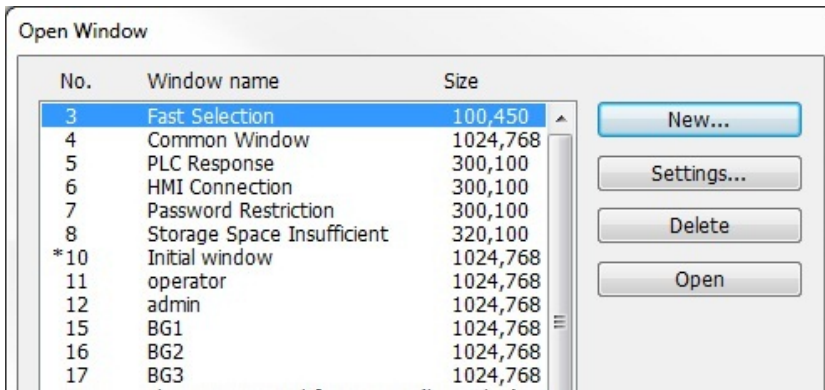 Open Window
No. Window name Size
3 Fast Selection 100,450
New...
4 Common Window 1024,768
5 PLC Response 300,100
Settings...
6 HMI Connection 300,100
7 Password Restriction 300,100
Delete
8 Storage Space Insufficient 320,100
*10 Initial window 1024,768
Open
11 operator 1024,768
12 admin 1024,768
15 BG1 1024,768
16 BG2 1024,768
17 BG3 1024,768